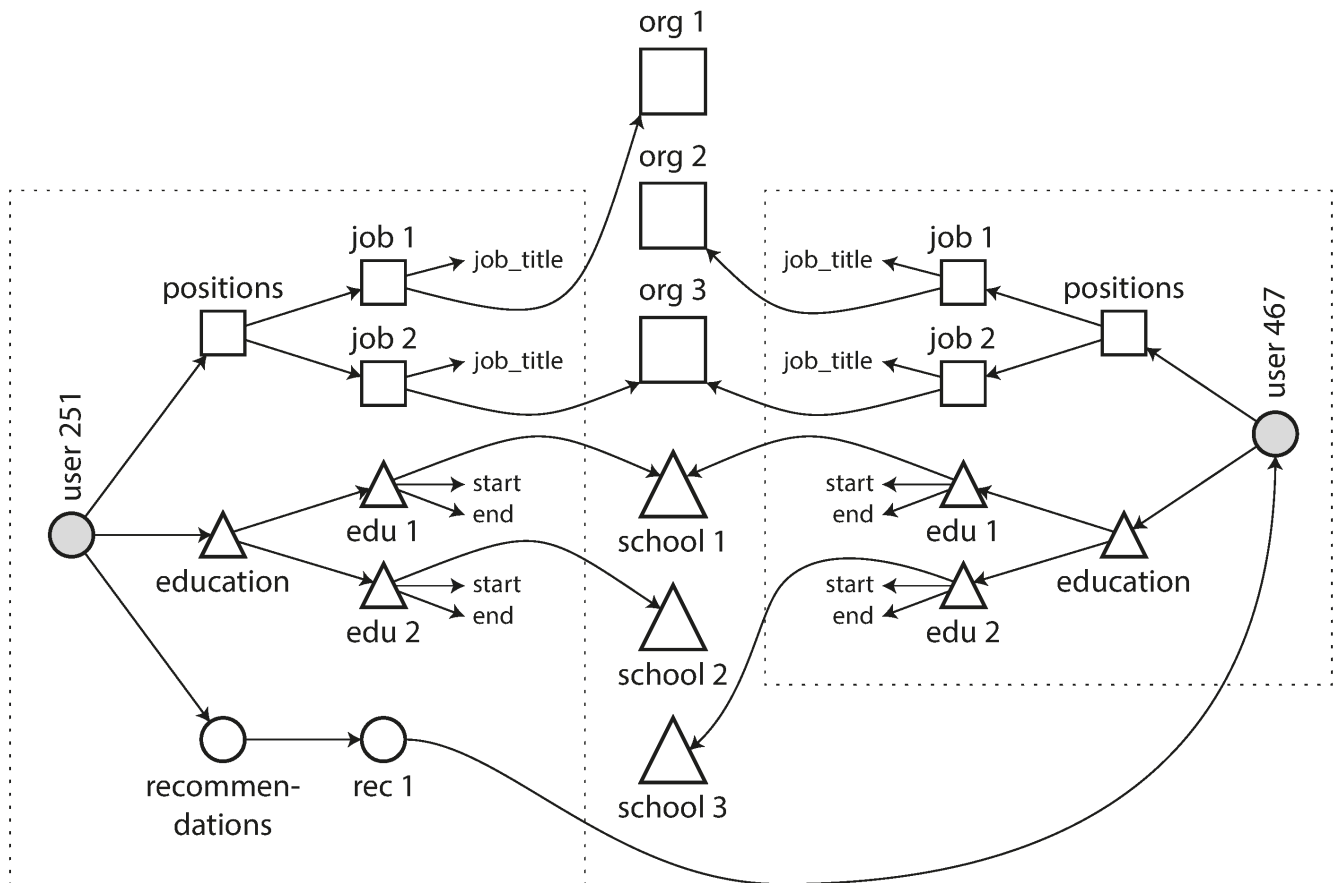 org 1
org 2
org 3
job 1
job_title
positions
job 2
job_title
user 251
edu 1
start
end
education
edu 2
start
end
recommen-
dations
rec 1
school 1
school 2
school 3
job 1
job_title
positions
job 2
job_title
user 467
start
end
edu 1
education
start
end
edu 2